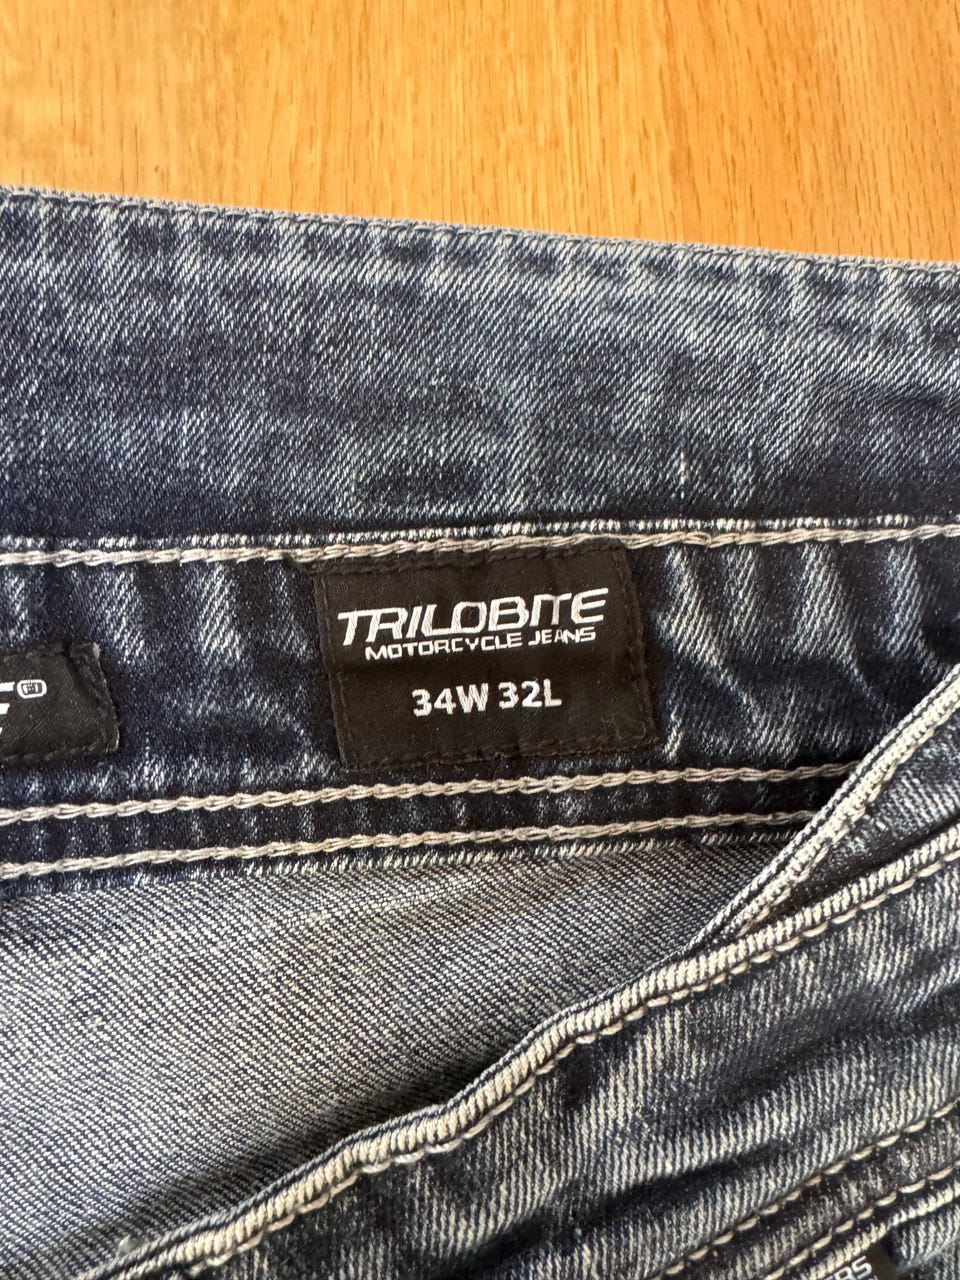 TRILOBITE
MOTORCYCLE JEANS
34W 32L